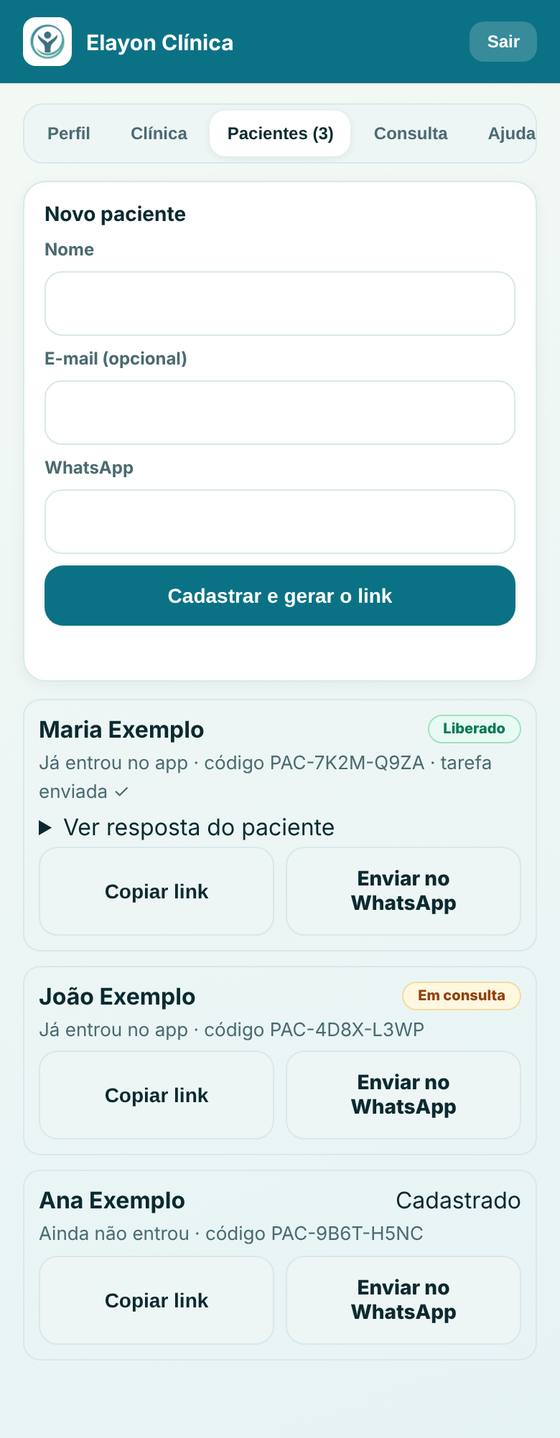 Elayon Clínica
Sair
Perfil
Clínica
Pacientes (3)
Consulta
Ajuda
Novo paciente
Nome
E-mail (opcional)
WhatsApp
Cadastrar e gerar o link
Maria Exemplo
Liberado
Já entrou no app · código PAC-7K2M-Q9ZA · tarefa
enviada ✓
▶ Ver resposta do paciente
Copiar link
Enviar no
WhatsApp
João Exemplo
Em consulta
Já entrou no app · código PAC-4D8X-L3WP
Copiar link
Enviar no
WhatsApp
Ana Exemplo
Cadastrado
Ainda não entrou · código PAC-9B6T-H5NC
Copiar link
Enviar no
WhatsApp